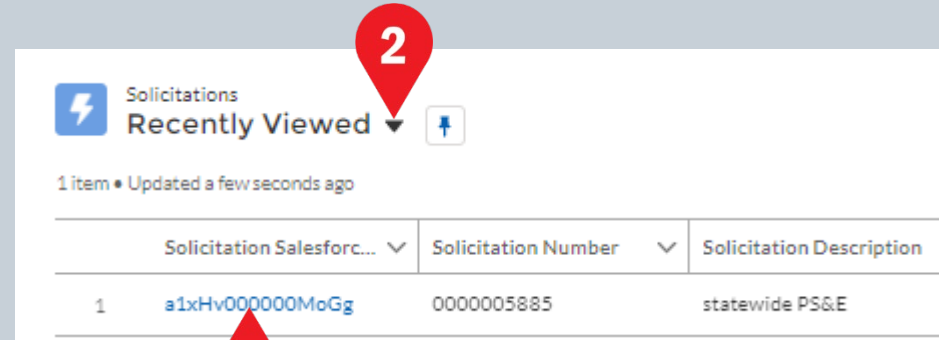 2
Solicitations
Recently Viewed
1 item • Updated a few seconds ago
Solicitation Salesforc... Solicitation Number Solicitation Description
1 a1xHv000000MoGg 0000005885 statewide PS&E